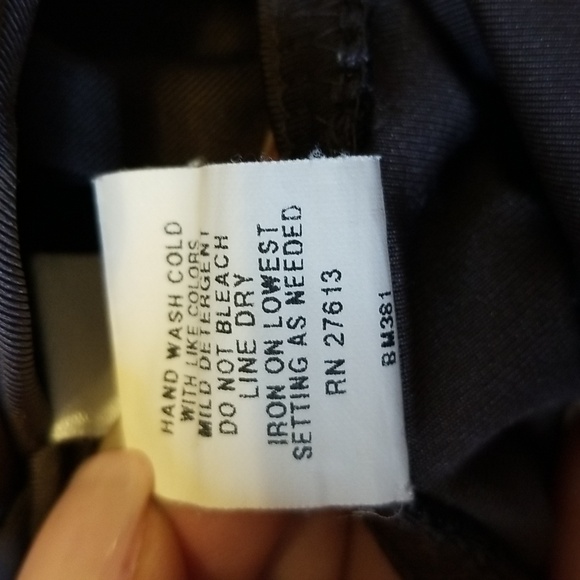 HAND WASH COLD
WITH LIKE COLORS
MILD DETERGENT
DO NOT BLEACH
LINE DRY
IRON ON LOWEST
SETTING AS NEEDED
RN 27613
BM381